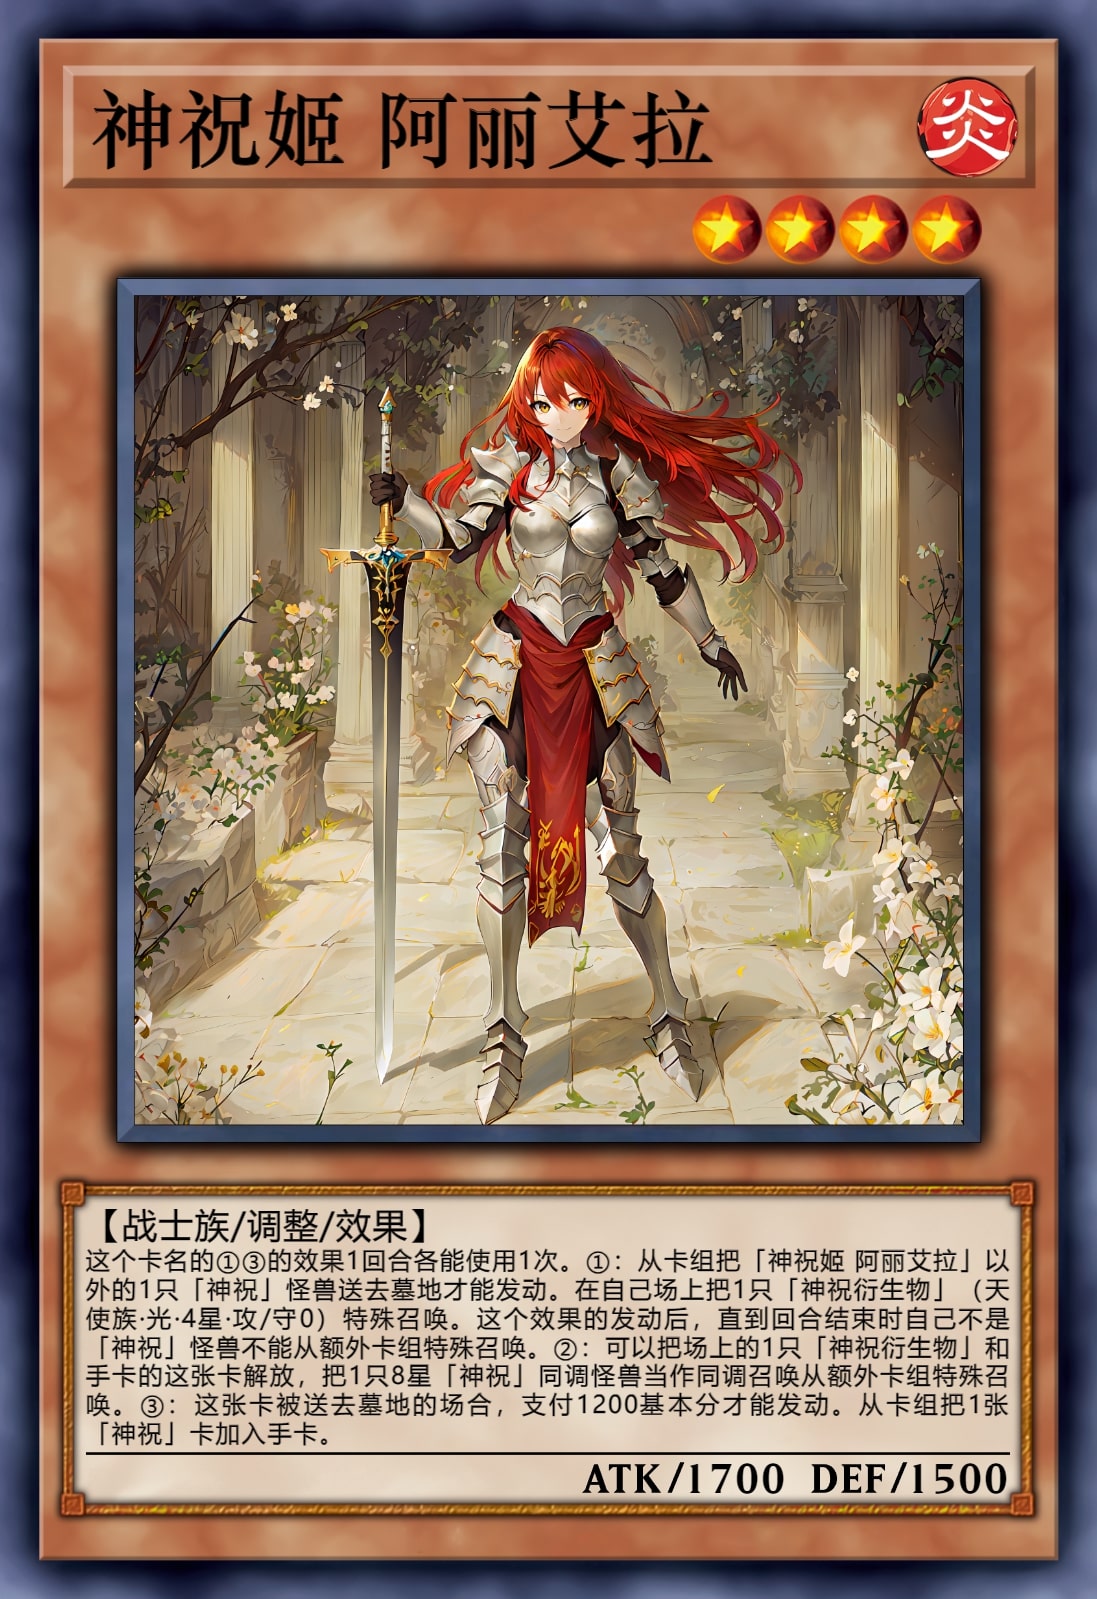 神祝姬 阿丽艾拉
炎
【战士族/调整/效果】
这个卡名的①③的效果1回合各能使用1次。①：从卡组把「神祝姬 阿丽艾拉」以
外的1只「神祝」怪兽送去墓地才能发动。在自己场上把1只「神祝衍生物」（天
使族·光·4星·攻/守0）特殊召唤。这个效果的发动后，直到回合结束时自己不是
「神祝」怪兽不能从额外卡组特殊召唤。②：可以把场上的1只「神祝衍生物」和
手卡的这张卡解放，把1只8星「神祝」同调怪兽当作同调召唤从额外卡组特殊召
唤。③：这张卡被送去墓地的场合，支付1200基本分才能发动。从卡组把1张
「神祝」卡加入手卡。
ATK/1700 DEF/1500